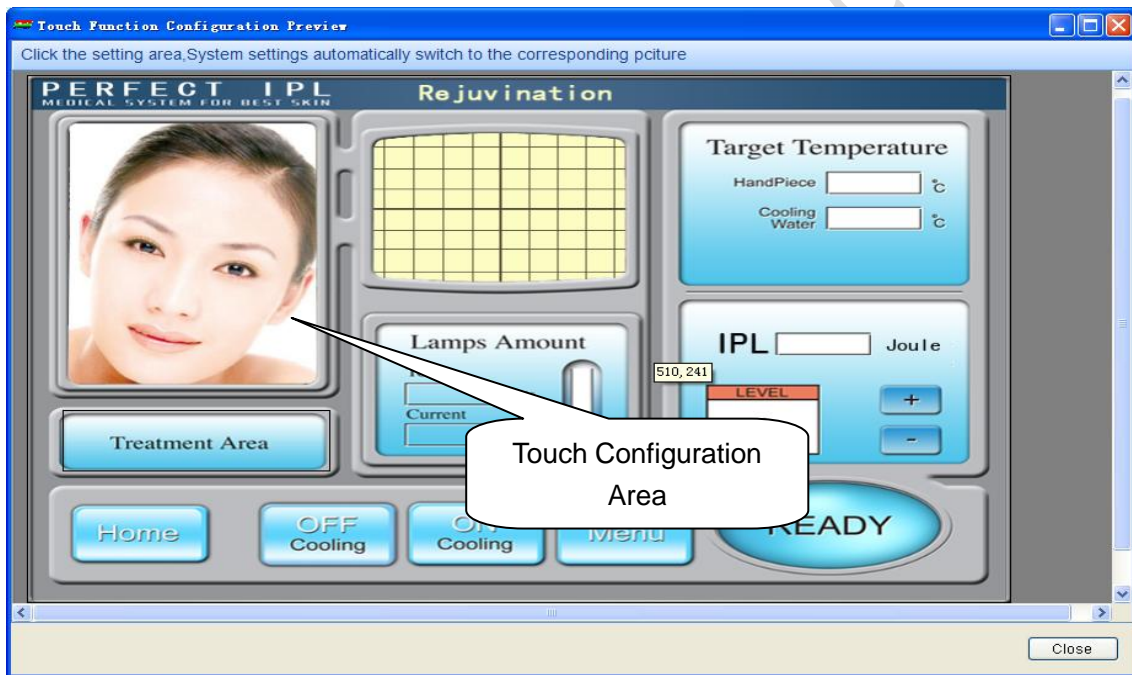 Touch Function Configuration Preview
Click the setting area,System settings automatically switch to the corresponding pciture
PERFECT IPL
MEDICAL SYSTEM FOR BEST SKIN
Rejuvination
Target Temperature
HandPiece °C
Cooling
Water °C
Lamps Amount
Current
IPL Joule
510, 241
LEVEL
+
-
Treatment Area
Touch Configuration
Area
Home
OFF
Cooling
ON
Cooling
Menu
READY
Close